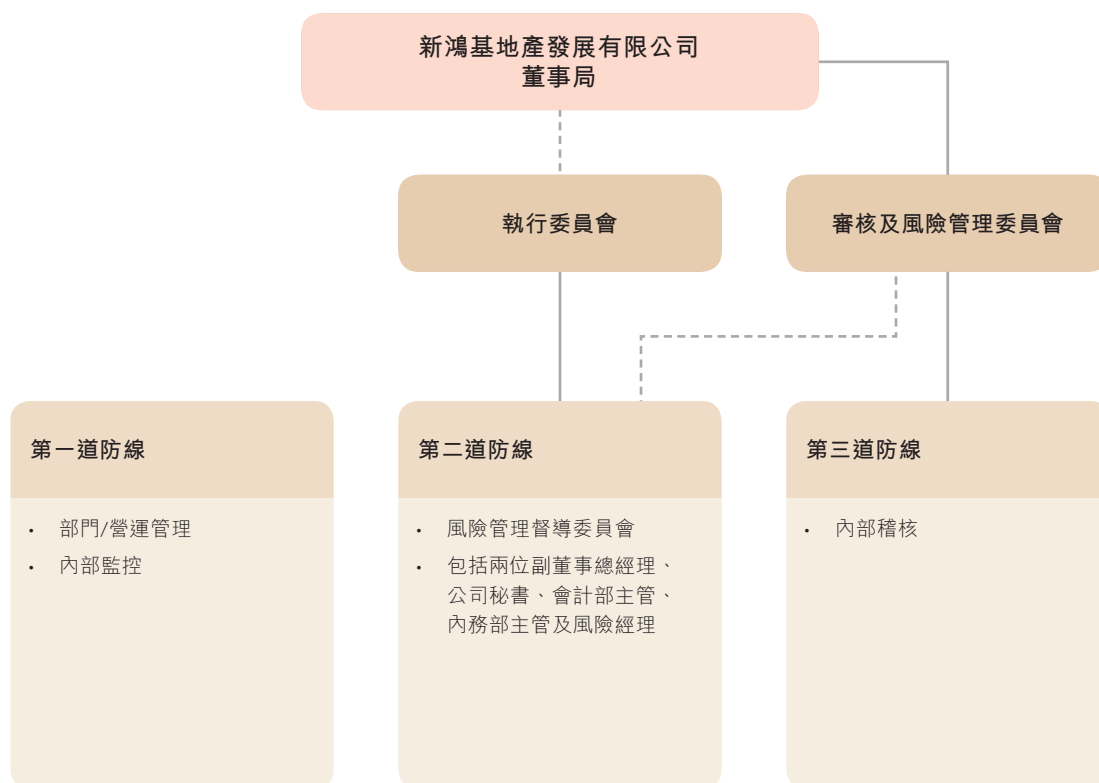 新鴻基地產發展有限公司
董事局
執行委員會
審核及風險管理委員會
第一道防線
• 部門/營運管理
• 內部監控
第二道防線
• 風險管理督導委員會
• 包括兩位副董事總經理、
公司秘書、會計部主管、
內務部主管及風險經理
第三道防線
• 內部稽核